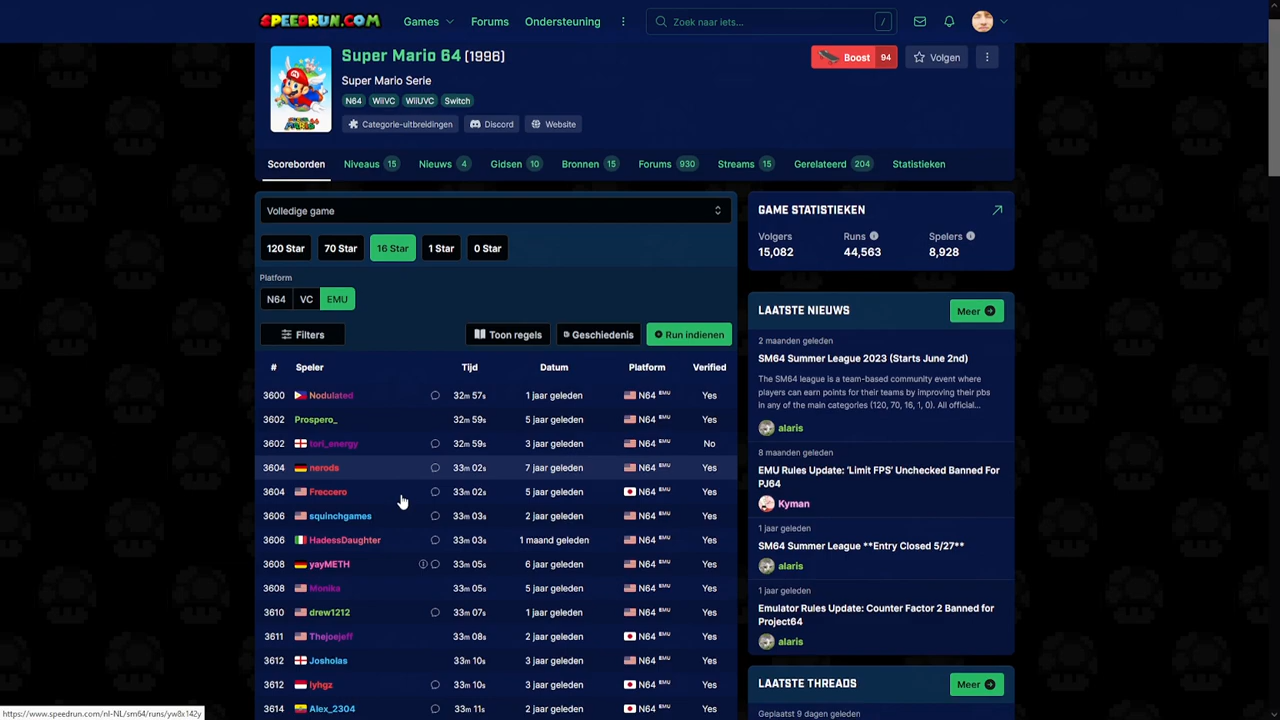 SPEEDRUN.COM Games Forums Ondersteuning Zoek naar iets... /
Super Mario 64 (1996)
Boost 94 Volgen
Super Mario Serie
N64 WiiVC WiiUVC Switch
Categorie-uitbreidingen Discord Website
Scoreborden Niveaus 15 Nieuws 4 Gidsen 10 Bronnen 15 Forums 930 Streams 15 Gerelateerd 204 Statistieken
Volledige game
120 Star 70 Star 16 Star 1 Star 0 Star
Platform
N64 VC EMU
Filters Toon regels Geschiedenis Run indienen
# Speler Tijd Datum Platform Verified
3600 Nodulated 32m 57s 1 jaar geleden N64 EMU Yes
3602 Prospero_ 32m 59s 5 jaar geleden N64 EMU Yes
3602 tori_energy 32m 59s 3 jaar geleden N64 EMU No
3604 nerods 33m 02s 7 jaar geleden N64 EMU Yes
3604 Freccero 33m 02s 5 jaar geleden N64 EMU Yes
3606 squinchgames 33m 03s 2 jaar geleden N64 EMU Yes
3606 HadessDaughter 33m 03s 1 maand geleden N64 EMU Yes
3608 yayMETH 33m 05s 6 jaar geleden N64 EMU Yes
3608 Monika 33m 05s 3 jaar geleden N64 EMU Yes
3610 drew1212 33m 07s 1 jaar geleden N64 EMU Yes
3611 Thejoejeff 33m 08s 2 jaar geleden N64 EMU Yes
3612 Josholas 33m 10s 3 jaar geleden N64 EMU Yes
3612 lyhgz 33m 10s 3 jaar geleden N64 EMU Yes
3614 Alex_2304 33m 11s 2 jaar geleden N64 EMU Yes
GAME STATISTIEKEN
Volgers Runs Spelers
15,082 44,563 8,928
LAATSTE NIEUWS Meer
2 maanden geleden
SM64 Summer League 2023 (Starts June 2nd)
The SM64 league is a team-based community event where
players can earn points for their teams by improving their pbs
in any of the main categories (120, 70, 16, 1, 0). All official...
alaris
8 maanden geleden
EMU Rules Update: 'Limit FPS' Unchecked Banned For
PJ64
Kyman
1 jaar geleden
SM64 Summer League **Entry Closed 5/27**
alaris
1 jaar geleden
Emulator Rules Update: Counter Factor 2 Banned for
Project64
alaris
LAATSTE THREADS Meer
Geplaatst 9 dagen geleden
https://www.speedrun.com/nl-NL/sm64/runs/yw8x142y